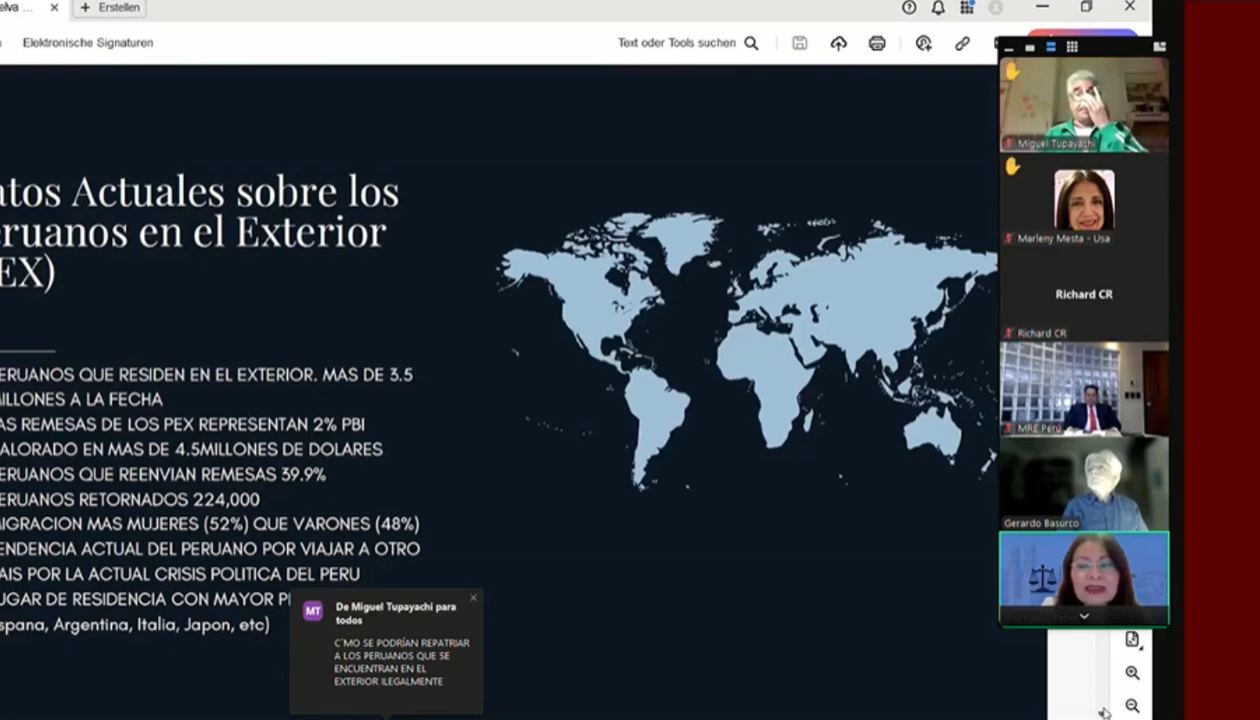 elva ...
Erstellen
Elektronische Signaturen
Text oder Tools suchen
atos Actuales sobre los
eruanos en el Exterior
EX)
ERUANOS QUE RESIDEN EN EL EXTERIOR. MAS DE 3.5
MILLONES A LA FECHA
AS REMESAS DE LOS PEX REPRESENTAN 2% PBI
ALORADO EN MAS DE 4.5MILLONES DE DOLARES
ERUANOS QUE REENVIAN REMESAS 39.9%
ERUANOS RETORNADOS 224,000
MIGRACION MAS MUJERES (52%) QUE VARONES (48%)
ENDENCIA ACTUAL DEL PERUANO POR VIAJAR A OTRO
AIS POR LA ACTUAL CRISIS POLITICA DEL PERU
UGAR DE RESIDENCIA CON MAYOR P
spana, Argentina, Italia, Japon, etc)
MT
De Miguel Tupayachi para
todos
C´MO SE PODRÍAN REPATRIAR
A LOS PERUANOS QUE SE
ENCUENTRAN EN EL
EXTERIOR ILEGALMENTE
Miguel Tupayachi
Marleny Mesta - Usa
Richard CR
Richard CR
MRE Perú
Gerardo Basurco